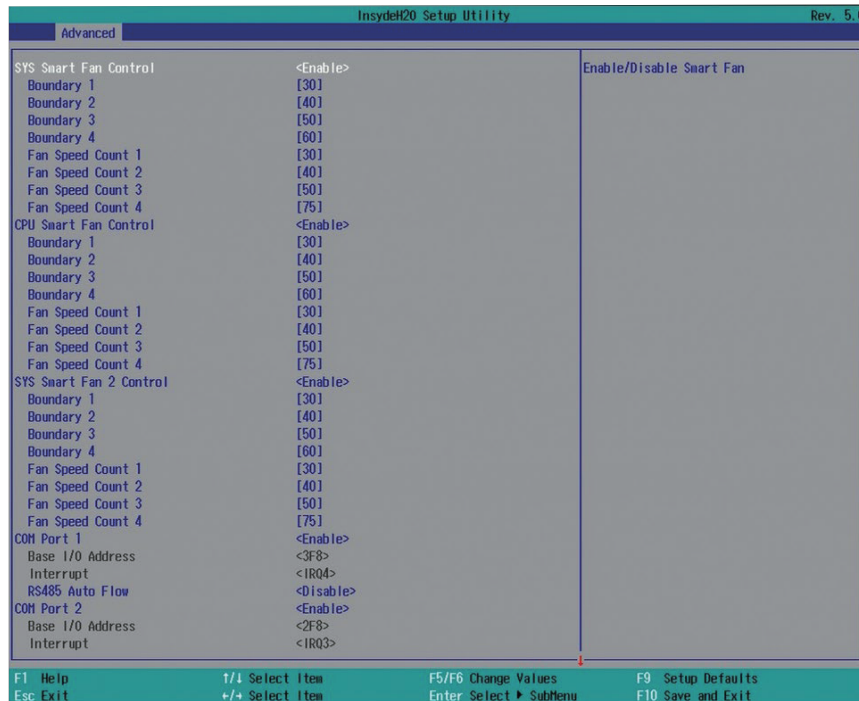 InsydeH20 Setup Utility Rev. 5.
Advanced
SYS Smart Fan Control <Enable> Enable/Disable Smart Fan
Boundary 1 [30]
Boundary 2 [40]
Boundary 3 [50]
Boundary 4 [60]
Fan Speed Count 1 [30]
Fan Speed Count 2 [40]
Fan Speed Count 3 [50]
Fan Speed Count 4 [75]
CPU Smart Fan Control <Enable>
Boundary 1 [30]
Boundary 2 [40]
Boundary 3 [50]
Boundary 4 [60]
Fan Speed Count 1 [30]
Fan Speed Count 2 [40]
Fan Speed Count 3 [50]
Fan Speed Count 4 [75]
SYS Smart Fan 2 Control <Enable>
Boundary 1 [30]
Boundary 2 [40]
Boundary 3 [50]
Boundary 4 [60]
Fan Speed Count 1 [30]
Fan Speed Count 2 [40]
Fan Speed Count 3 [50]
Fan Speed Count 4 [75]
COM Port 1 <Enable>
Base I/O Address <3F8>
Interrupt <IRQ4>
RS485 Auto Flow <Disable>
COM Port 2 <Enable>
Base I/O Address <2F8>
Interrupt <IRQ3>
F1 Help ↑/↓ Select Item F5/F6 Change Values F9 Setup Defaults
Esc Exit ←/→ Select Item Enter Select ▶ SubMenu F10 Save and Exit